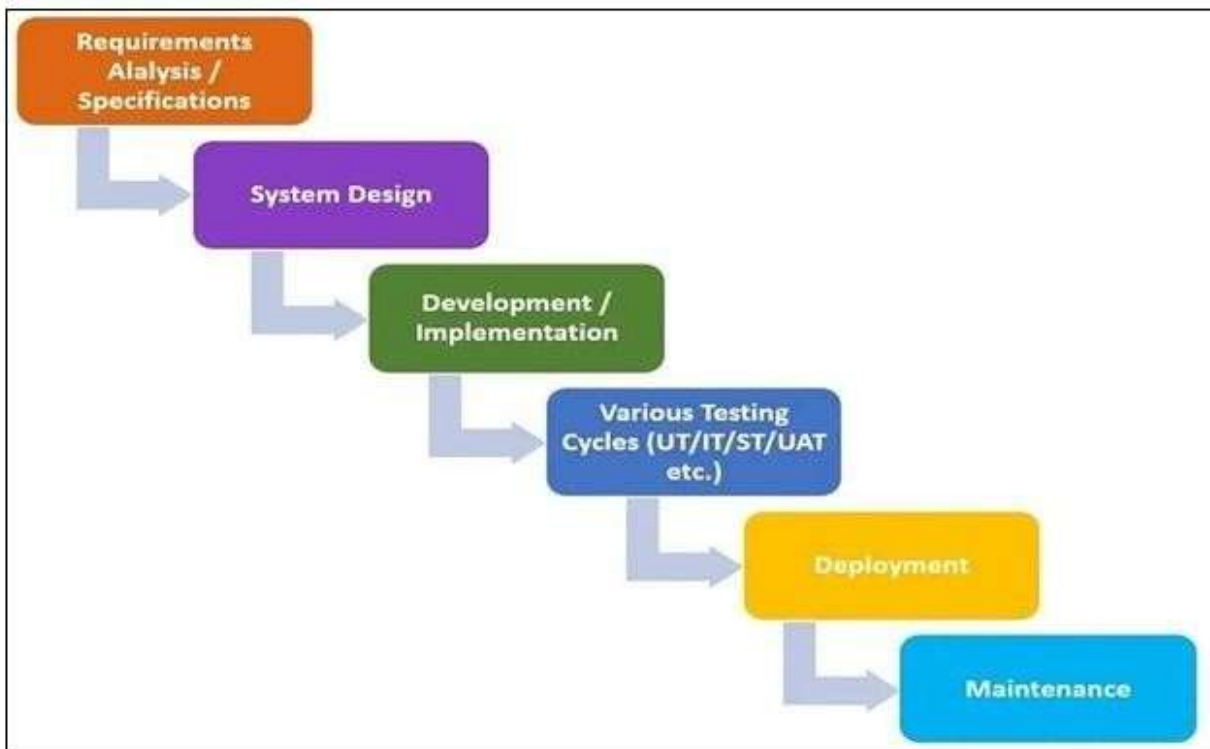 Requirements
Alalysis /
Specifications
System Design
Development /
Implementation
Various Testing
Cycles (UT/IT/ST/UAT
etc.)
Deployment
Maintenance